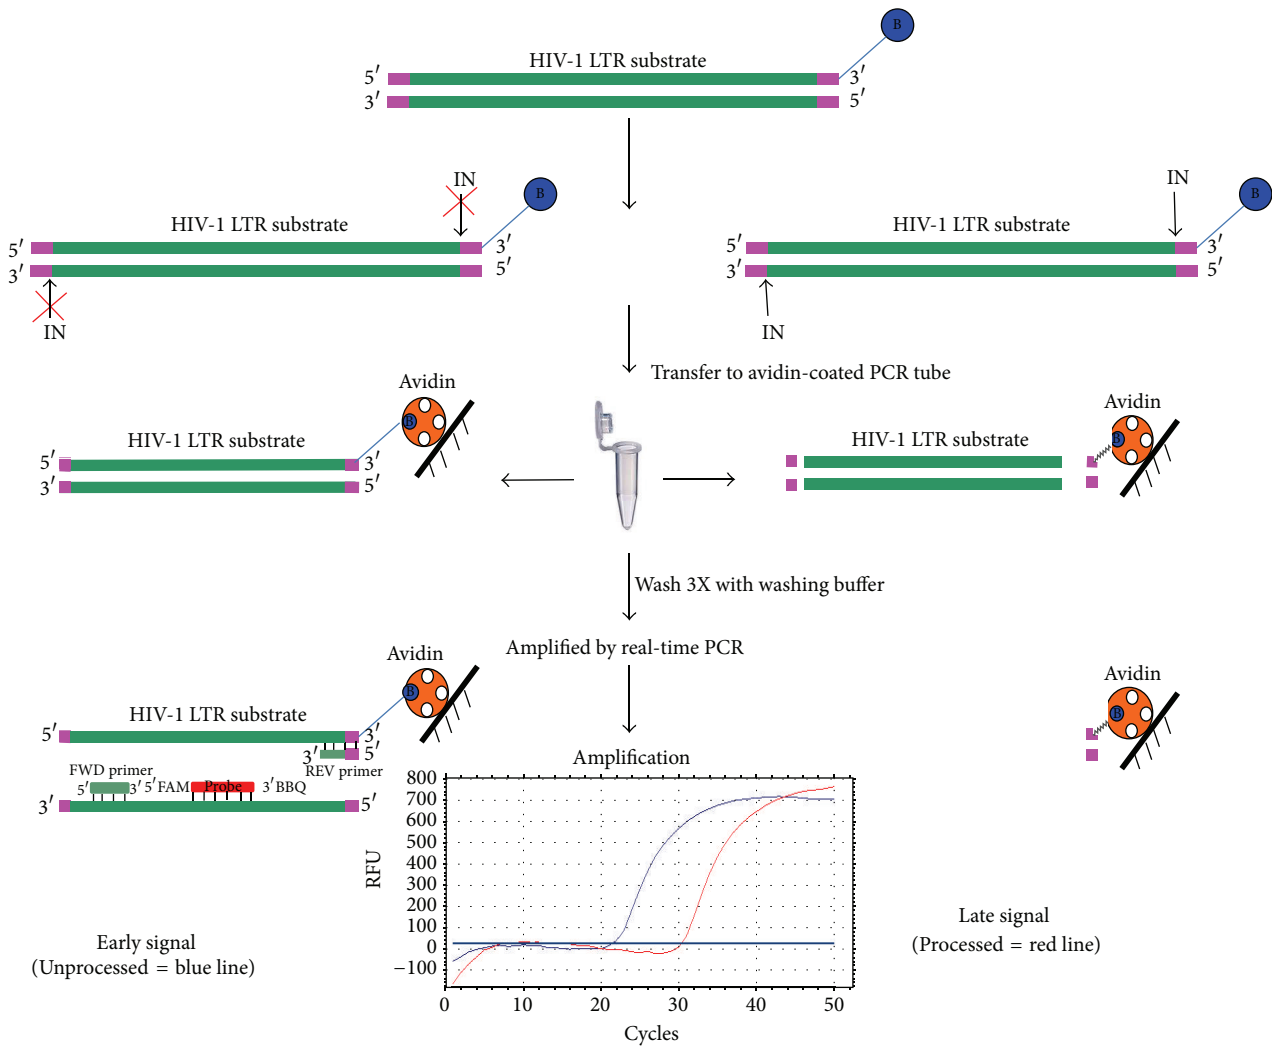 B
HIV-1 LTR substrate
5′ 3′
3′ 5′
IN B
HIV-1 LTR substrate
5′ 3′
3′ 5′
IN
IN B
HIV-1 LTR substrate
5′ 3′
3′ 5′
IN
Transfer to avidin-coated PCR tube
Avidin
B
HIV-1 LTR substrate
5′ 3′
3′ 5′
Avidin
B
HIV-1 LTR substrate
Wash 3X with washing buffer
Amplified by real-time PCR
Avidin
B
HIV-1 LTR substrate
5′ 3′
3′ 5′
REV primer
FWD primer
5′ 3′ 5′FAM Probe 3′BBQ
3′ 5′
Avidin
B
Amplification
800
700
600
500
400
300
200
100
0
−100
RFU
0 10 20 30 40 50
Cycles
Early signal
(Unprocessed = blue line)
Late signal
(Processed = red line)